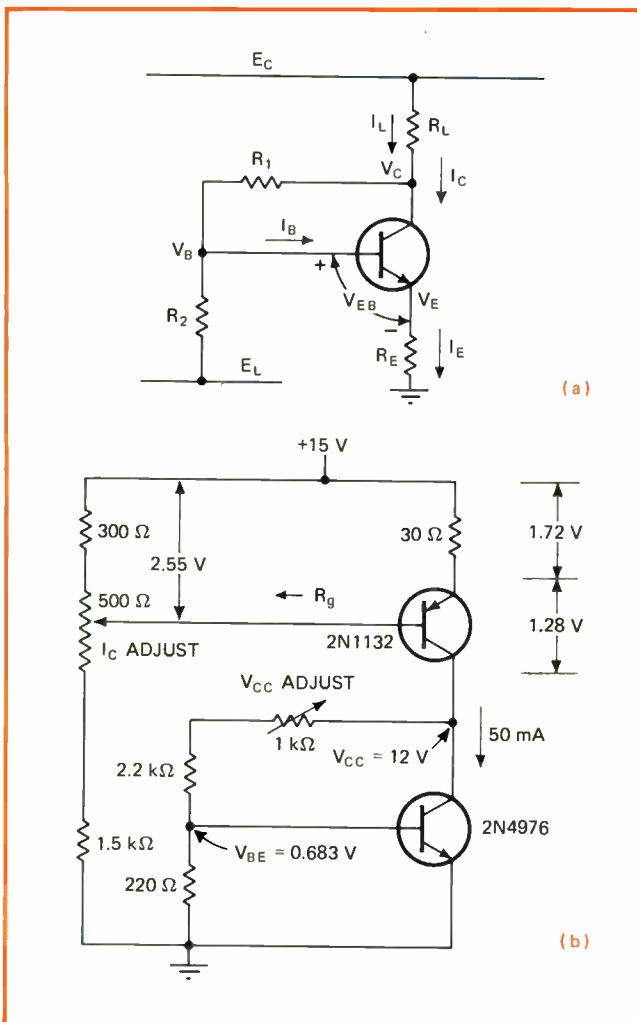 E_C
I_L
R_L
R_1
V_C
I_C
I_B
V_B
+
V_EB
V_E
R_2
−
R_E
I_E
E_L
(a)
+15 V
300 Ω
30 Ω
1.72 V
2.55 V
500 Ω
R_g
1.28 V
I_C ADJUST
2N1132
V_CC ADJUST
1 kΩ
V_CC = 12 V
50 mA
2.2 kΩ
2N4976
1.5 kΩ
V_BE = 0.683 V
220 Ω
(b)